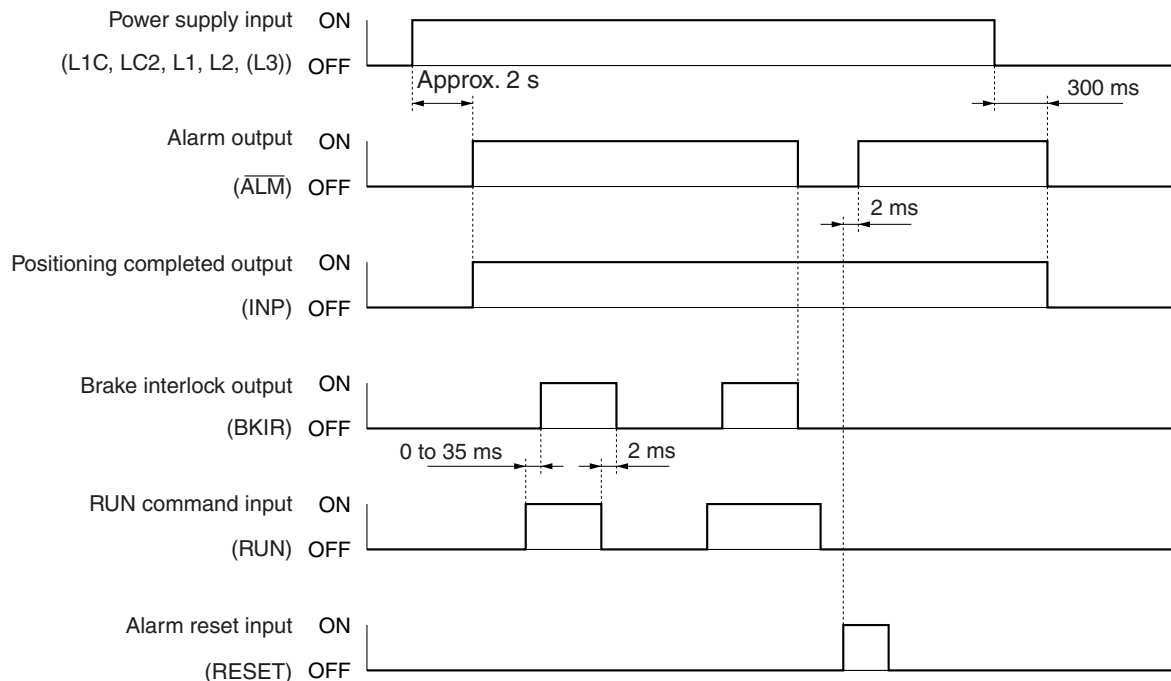 Power supply input ON
(L1C, LC2, L1, L2, (L3)) OFF
Approx. 2 s
300 ms
Alarm output ON
(A̅L̅M̅) OFF
2 ms
Positioning completed output ON
(INP) OFF
Brake interlock output ON
(BKIR) OFF
0 to 35 ms
2 ms
RUN command input ON
(RUN) OFF
Alarm reset input ON
(RESET) OFF